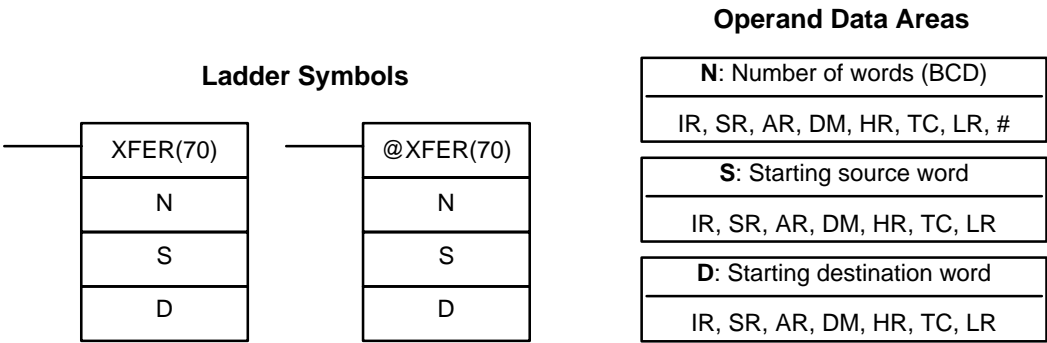 Ladder Symbols
XFER(70)
N
S
D
@XFER(70)
N
S
D
Operand Data Areas
N: Number of words (BCD)
IR, SR, AR, DM, HR, TC, LR, #
S: Starting source word
IR, SR, AR, DM, HR, TC, LR
D: Starting destination word
IR, SR, AR, DM, HR, TC, LR